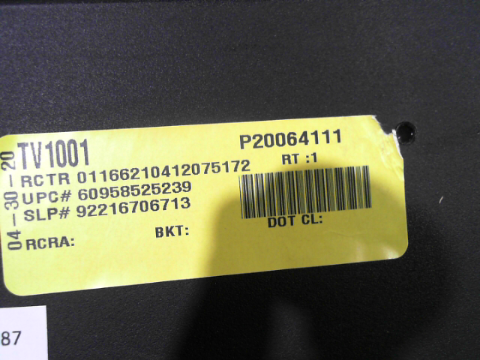 04-30-20
TV1001
P20064111
RCTR 01166210412075172
RT :1
UPC# 60958525239
SLP# 92216706713
RCRA:
BKT:
DOT CL:
87